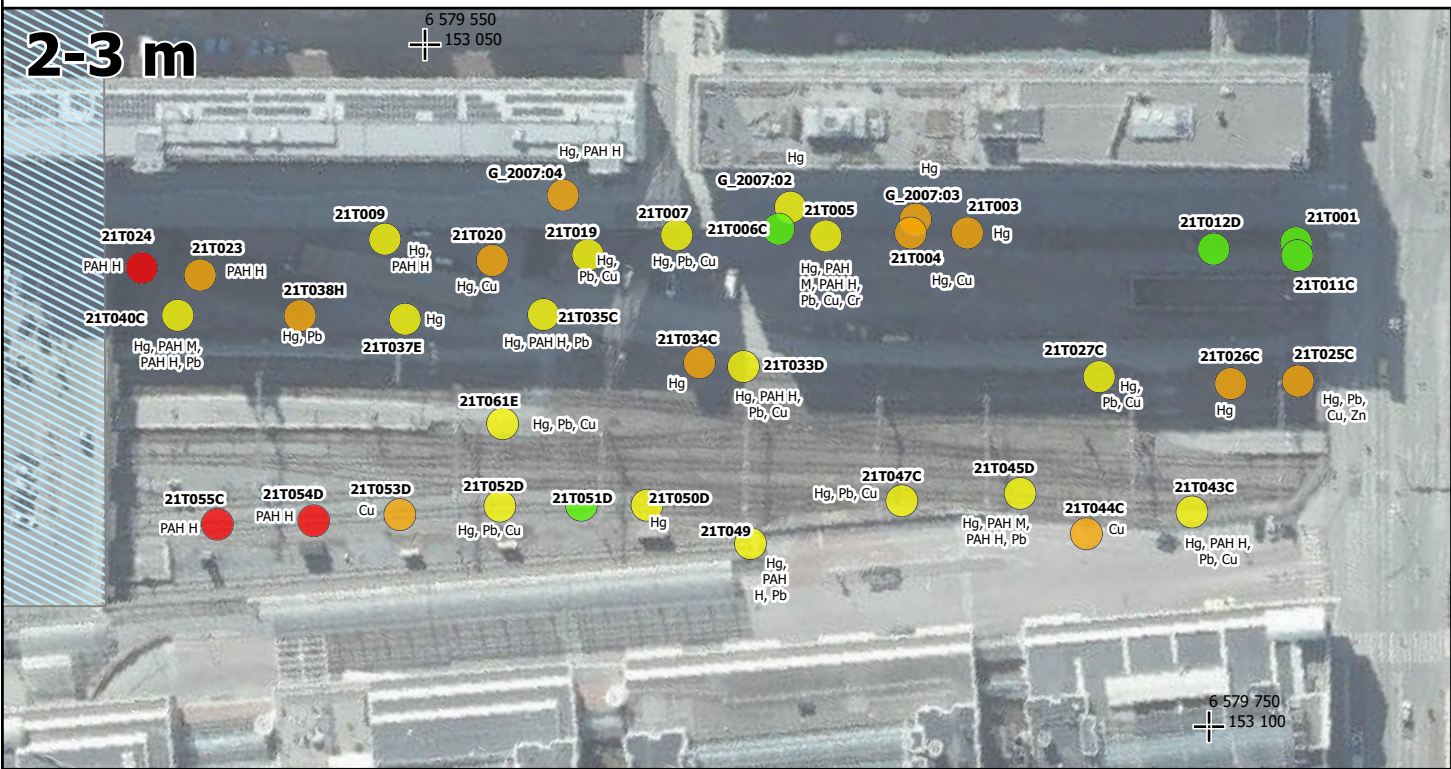 6 579 550
153 050
2-3 m
Hg, PAH H
G_2007:04
Hg
G_2007:02
Hg
G_2007:03
21T009
Hg,
PAH H
21T020
Hg, Cu
21T019
Hg,
Pb, Cu
21T007
Hg, Pb, Cu
21T006C
21T005
Hg, PAH
M, PAH H,
Pb, Cu, Cr
21T004
Hg, Cu
21T003
Hg
21T012D
21T001
21T011C
21T024
PAH H
21T023
PAH H
21T040C
Hg, PAH M,
PAH H, Pb
21T038H
Hg, Pb
21T037E
Hg
21T035C
Hg, PAH H, Pb
21T034C
Hg
21T033D
Hg, PAH H,
Pb, Cu
21T027C
Hg,
Pb, Cu
21T026C
Hg
21T025C
Hg, Pb,
Cu, Zn
21T061E
Hg, Pb, Cu
21T055C
PAH H
21T054D
PAH H
21T053D
Cu
21T052D
Hg, Pb, Cu
21T051D
21T050D
Hg
21T049
Hg,
PAH
H, Pb
21T047C
Hg, Pb, Cu
21T045D
Hg, PAH M,
PAH H, Pb
21T044C
Cu
21T043C
Hg, PAH H,
Pb, Cu
6 579 750
153 100